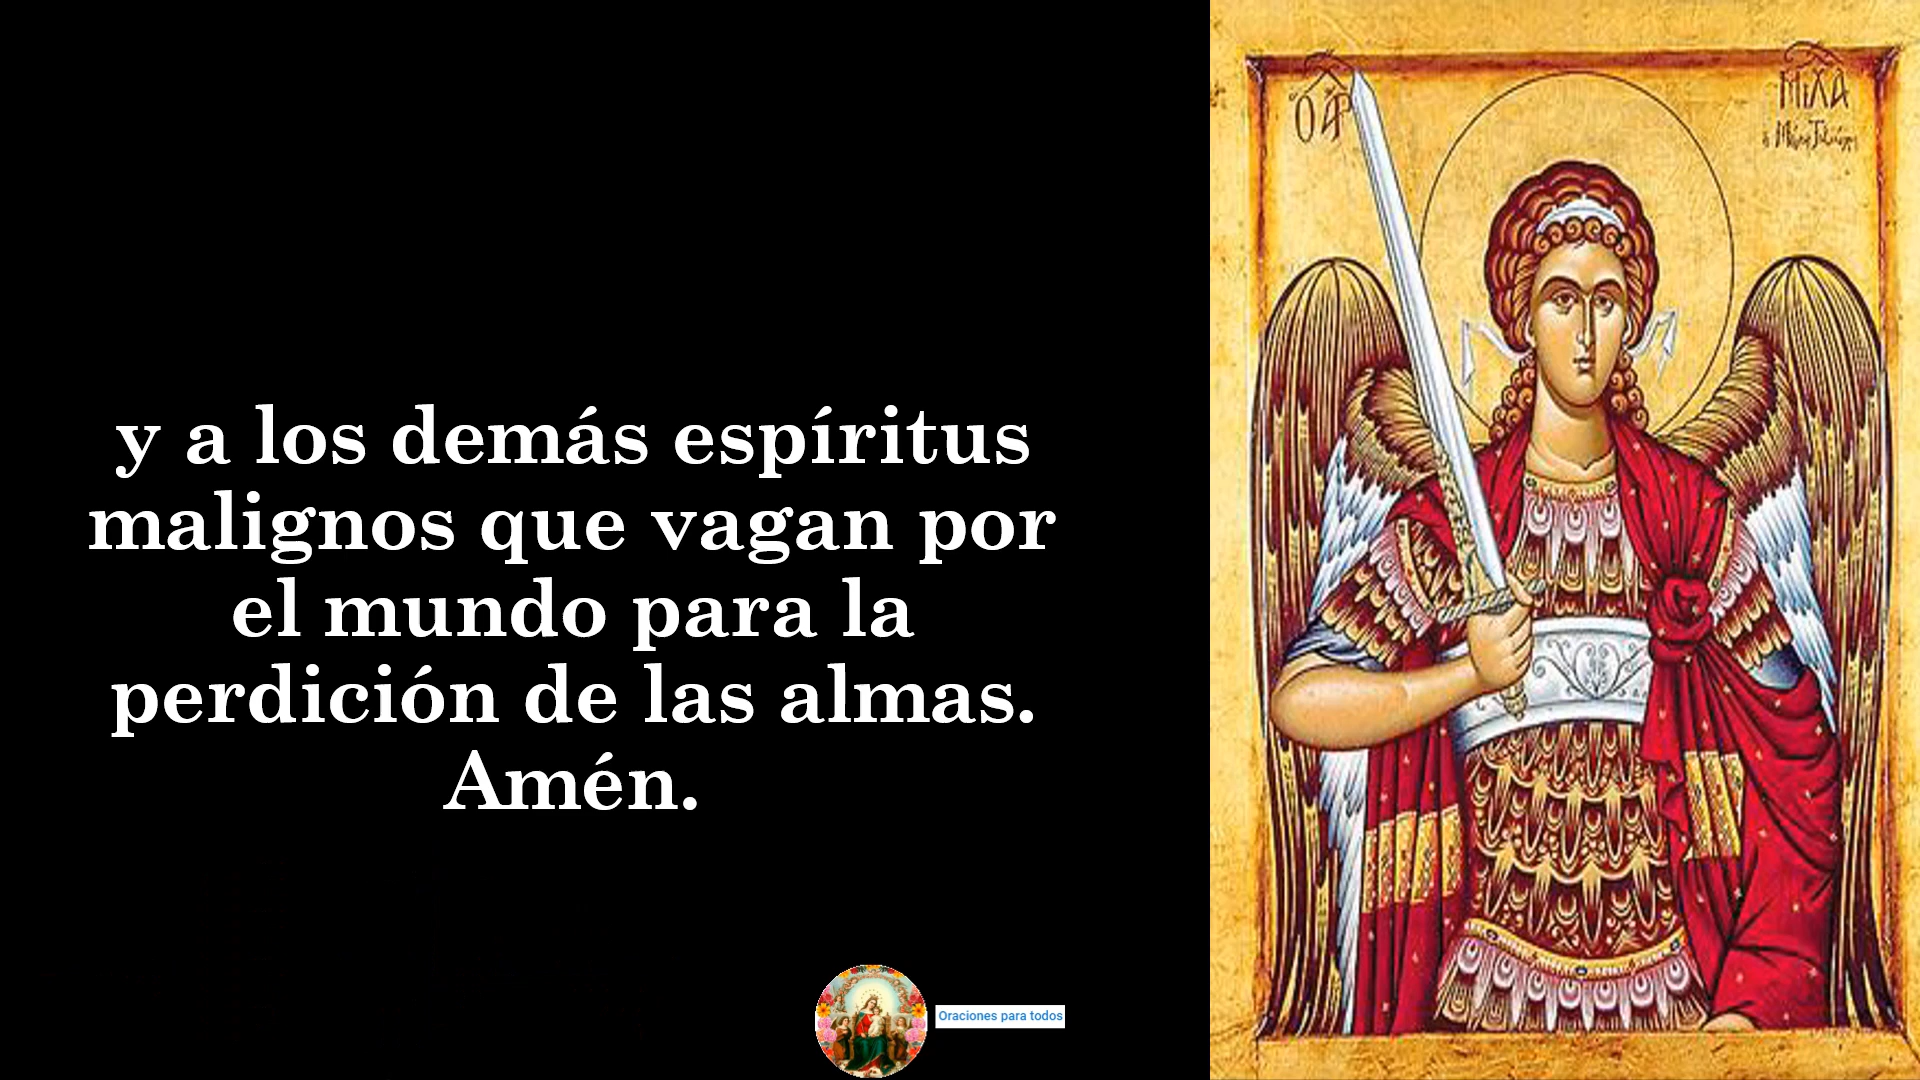 y a los demás espíritus
malignos que vagan por
el mundo para la
perdición de las almas.
Amén.
Oraciones para todos
ΜΙΧΑ